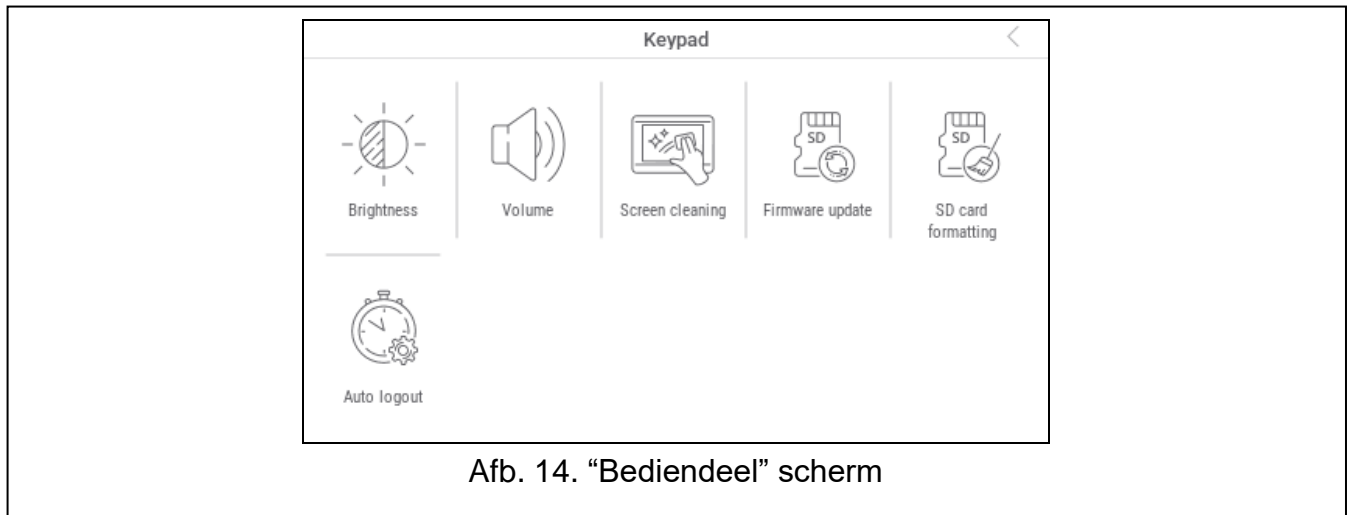 Keypad
SD
SD
Brightness
Volume
Screen cleaning
Firmware update
SD card
formatting
Auto logout
Afb. 14. “Bediendeel” scherm